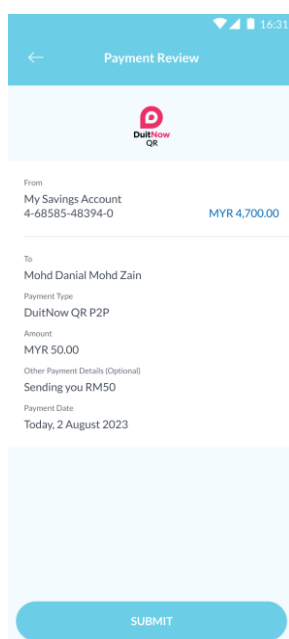 16:31
Payment Review
DuitNow
QR
From
My Savings Account
4-68585-48394-0 MYR 4,700.00
To
Mohd Danial Mohd Zain
Payment Type
DuitNow QR P2P
Amount
MYR 50.00
Other Payment Details (Optional)
Sending you RM50
Payment Date
Today, 2 August 2023
SUBMIT